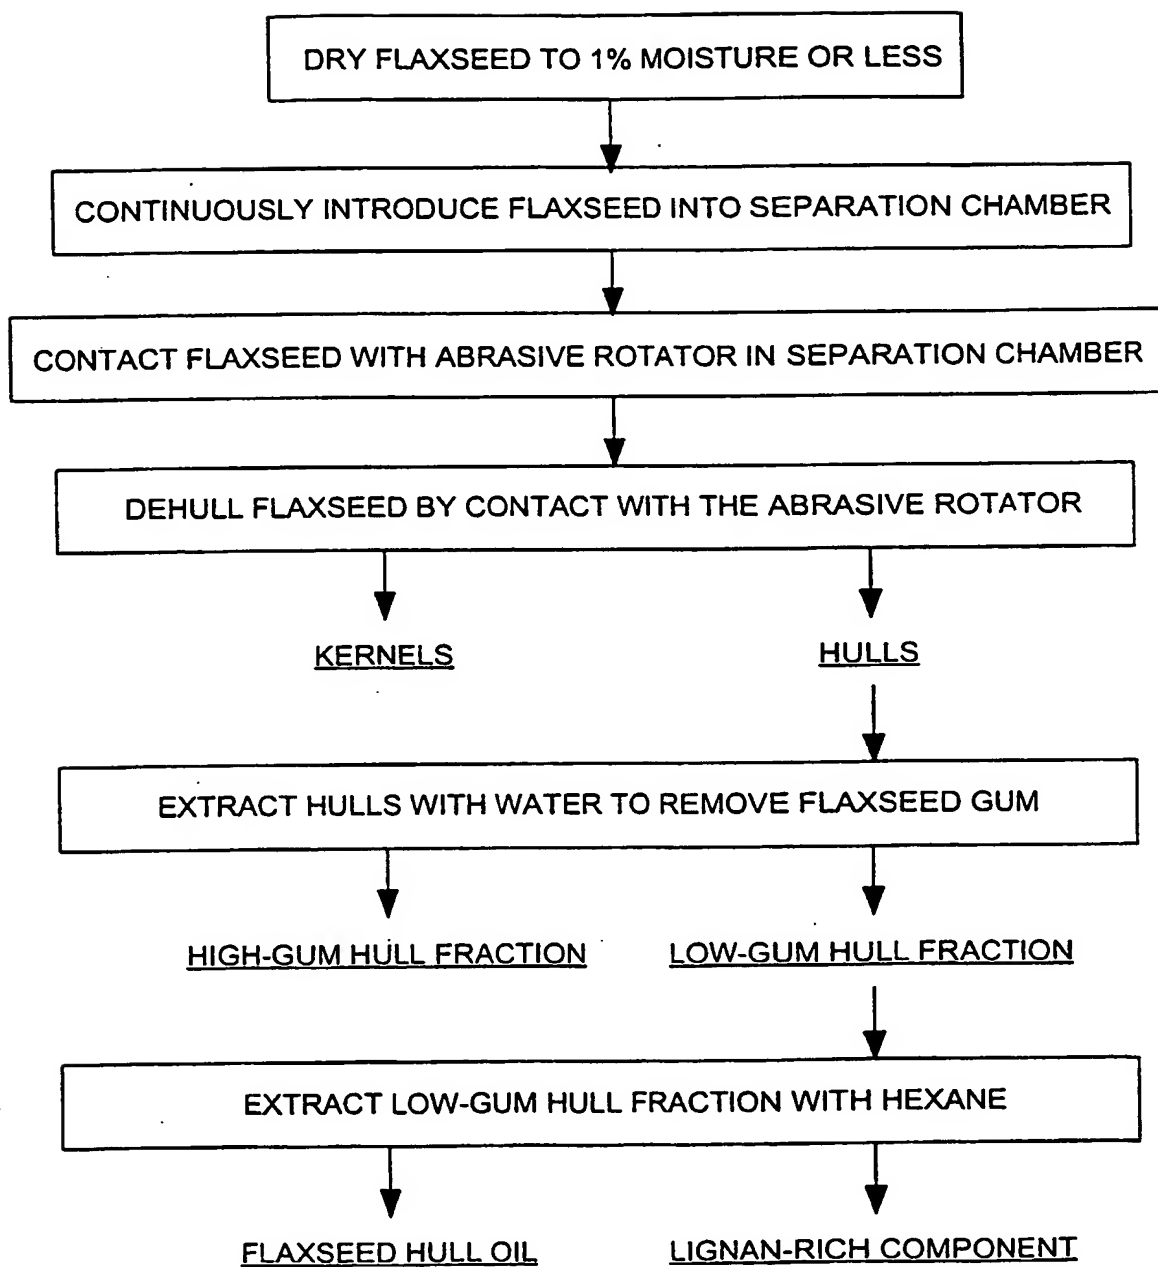 DRY FLAXSEED TO 1% MOISTURE OR LESS
CONTINUOUSLY INTRODUCE FLAXSEED INTO SEPARATION CHAMBER
CONTACT FLAXSEED WITH ABRASIVE ROTATOR IN SEPARATION CHAMBER
DEHULL FLAXSEED BY CONTACT WITH THE ABRASIVE ROTATOR
KERNELS HULLS
EXTRACT HULLS WITH WATER TO REMOVE FLAXSEED GUM
HIGH-GUM HULL FRACTION LOW-GUM HULL FRACTION
EXTRACT LOW-GUM HULL FRACTION WITH HEXANE
FLAXSEED HULL OIL LIGNAN-RICH COMPONENT